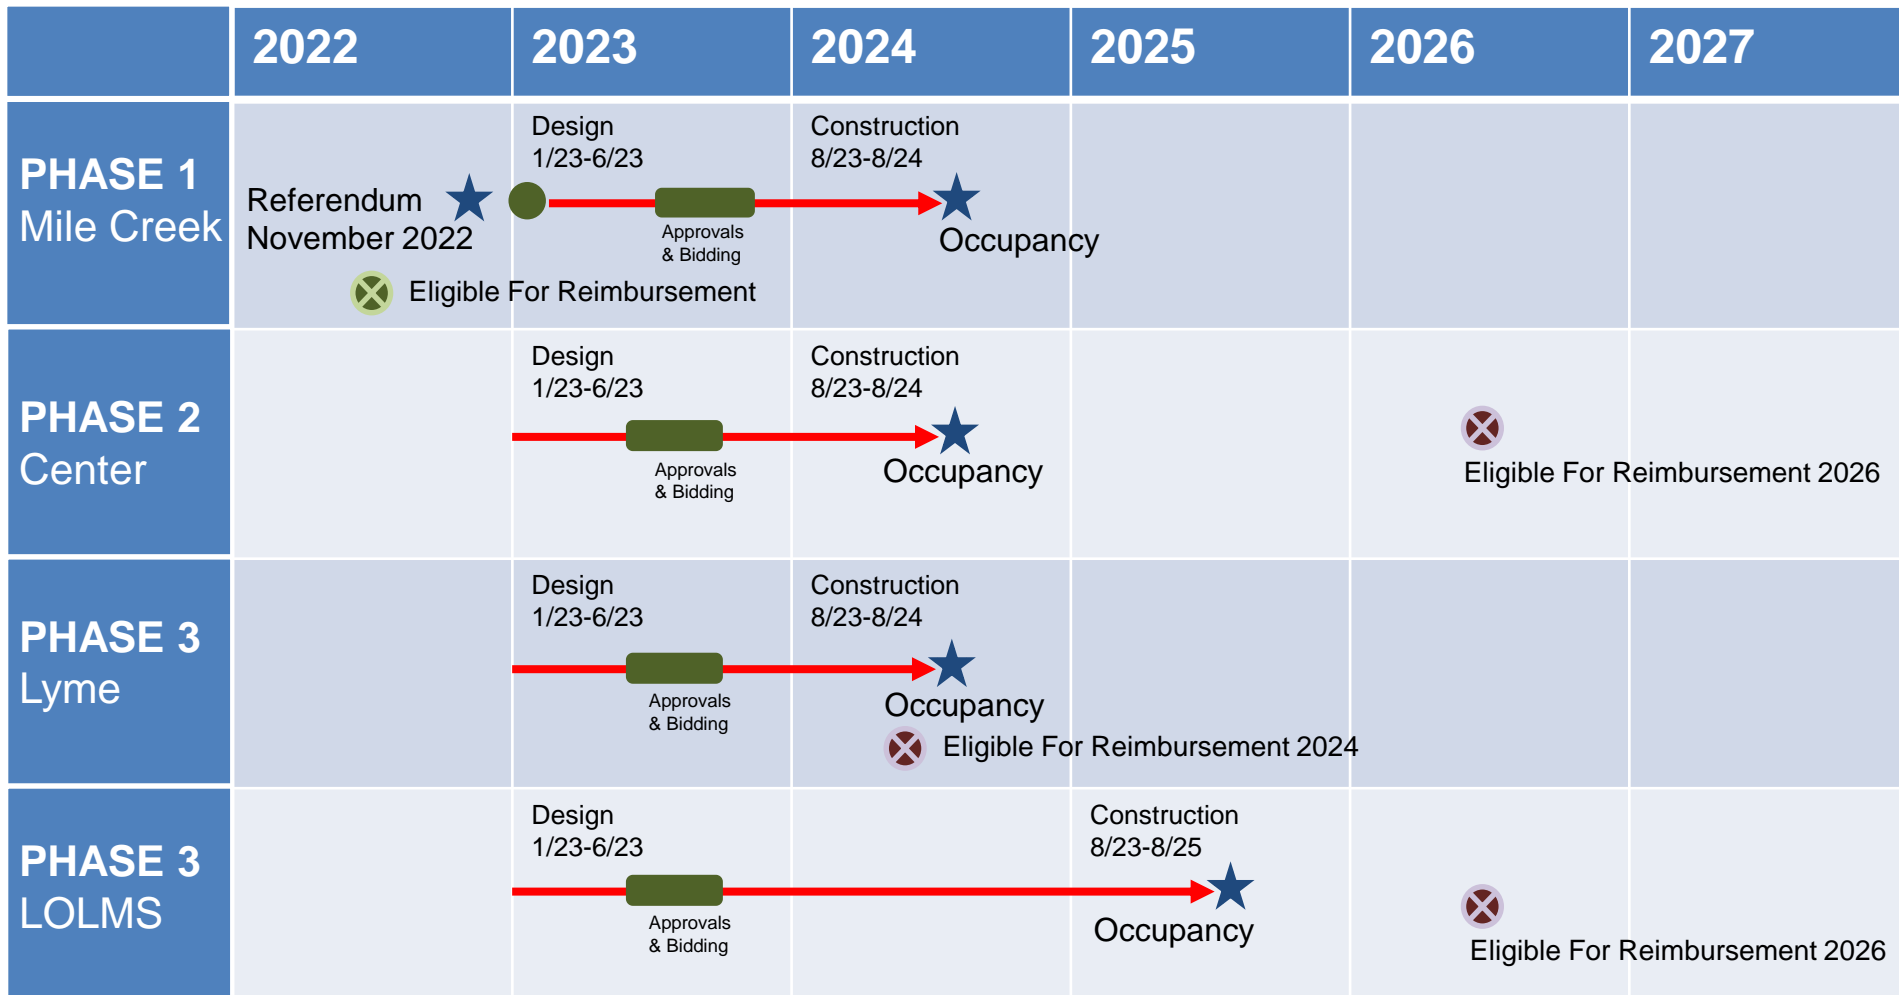 2022
2023
2024
2025
2026
2027
PHASE 1
Mile Creek
Referendum
November 2022
Design
1/23-6/23
Approvals
& Bidding
Construction
8/23-8/24
Occupancy
Eligible For Reimbursement
PHASE 2
Center
Design
1/23-6/23
Approvals
& Bidding
Construction
8/23-8/24
Occupancy
Eligible For Reimbursement 2026
PHASE 3
Lyme
Design
1/23-6/23
Approvals
& Bidding
Construction
8/23-8/24
Occupancy
Eligible For Reimbursement 2024
PHASE 3
LOLMS
Design
1/23-6/23
Approvals
& Bidding
Construction
8/23-8/25
Occupancy
Eligible For Reimbursement 2026